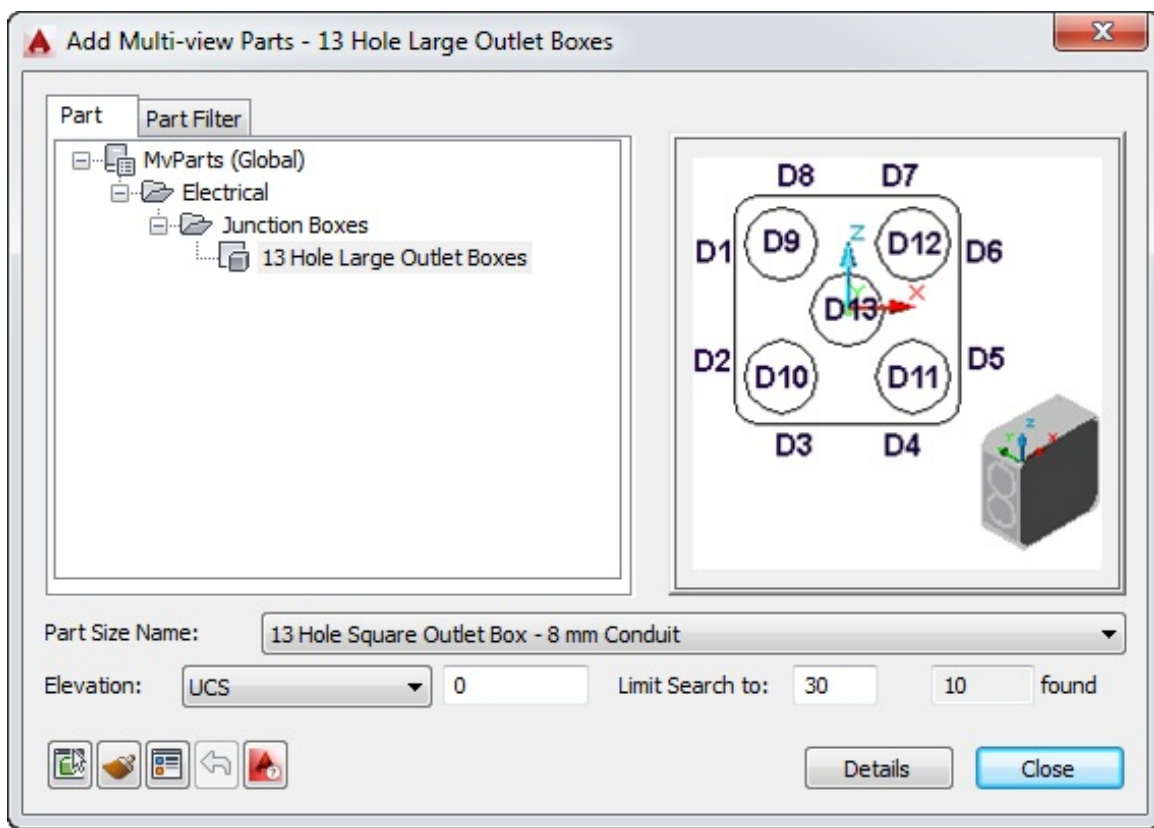 Add Multi-view Parts - 13 Hole Large Outlet Boxes
X
Part
Part Filter
MvParts (Global)
Electrical
Junction Boxes
13 Hole Large Outlet Boxes
D8 D7
D1 D9 Z D12 D6
Y X
D13
D2 D10 D11 D5
D3 D4
Z
Y X
Part Size Name: 13 Hole Square Outlet Box - 8 mm Conduit
Elevation: UCS 0 Limit Search to: 30 10 found
?
Details Close